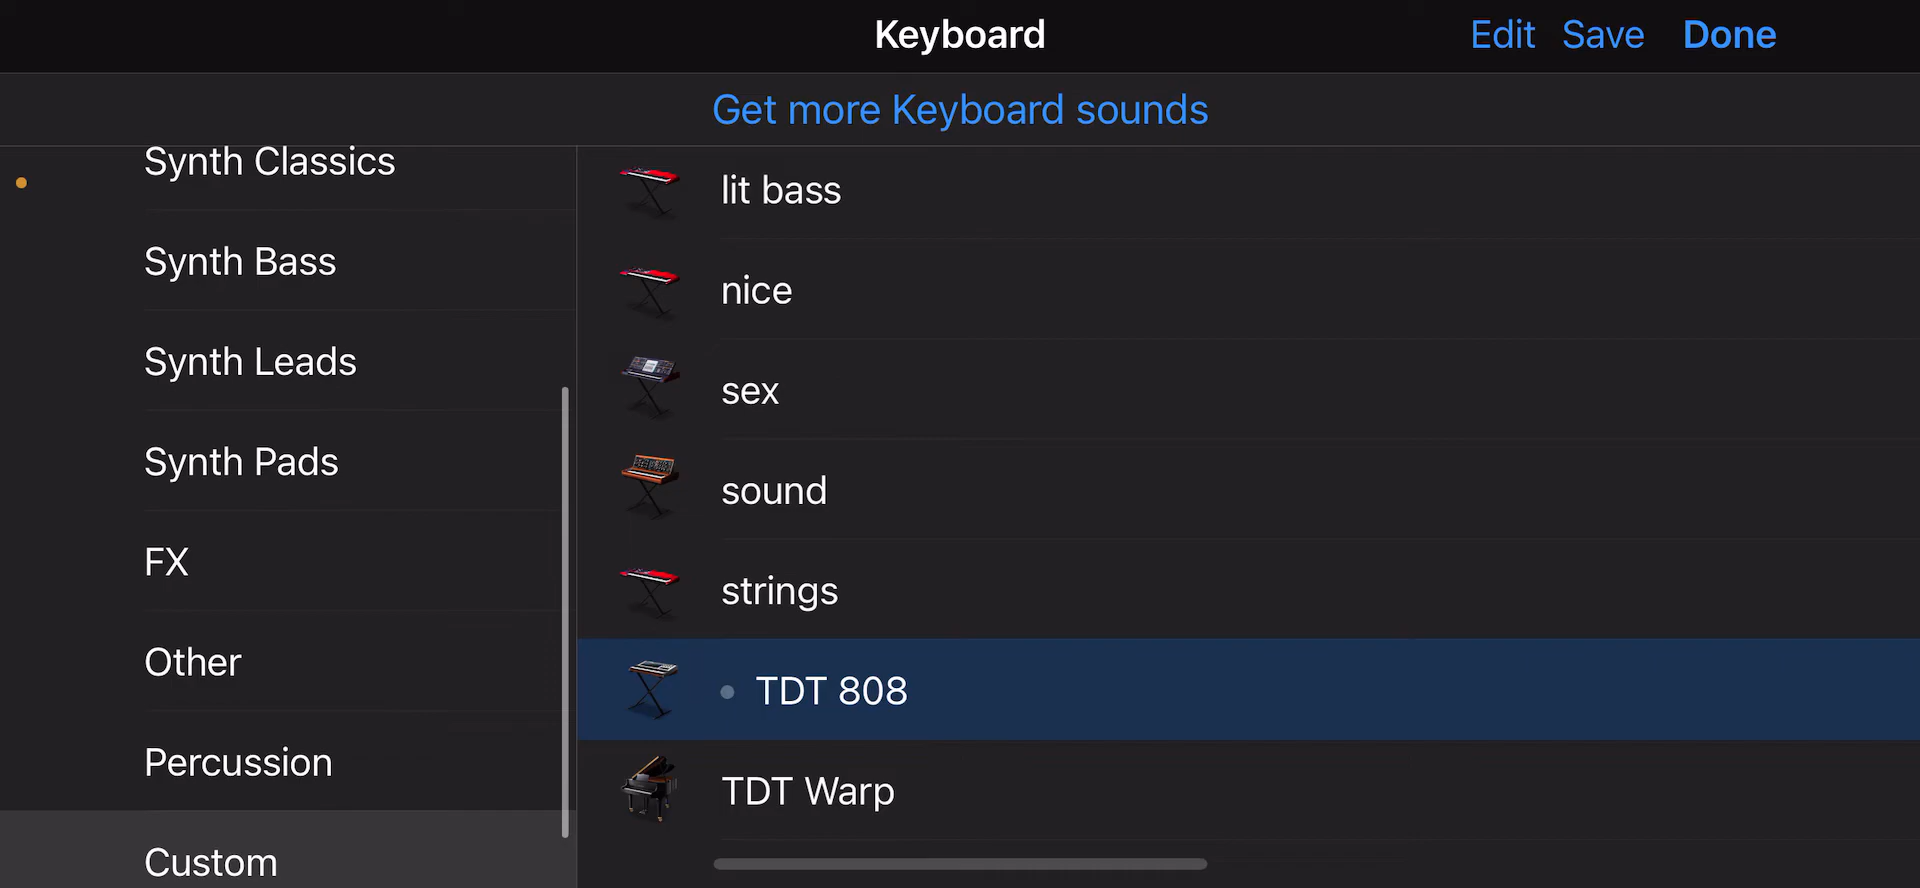 Keyboard
Edit Save Done
Get more Keyboard sounds
Synth Classics
Synth Bass
Synth Leads
Synth Pads
FX
Other
Percussion
Custom
lit bass
nice
sex
sound
strings
TDT 808
TDT Warp